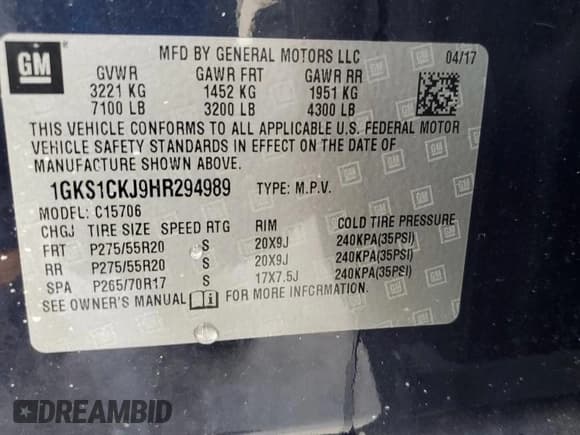 GM
MFD BY GENERAL MOTORS LLC 04/17
GVWR GAWR FRT GAWR RR
3221 KG 1452 KG 1951 KG
7100 LB 3200 LB 4300 LB
THIS VEHICLE CONFORMS TO ALL APPLICABLE U.S. FEDERAL MOTOR
VEHICLE SAFETY STANDARDS IN EFFECT ON THE DATE OF
MANUFACTURE SHOWN ABOVE.
1GKS1CKJ9HR294989 TYPE: M.P.V.
MODEL: C15706
CHGJ TIRE SIZE SPEED RTG RIM COLD TIRE PRESSURE
FRT P275/55R20 S 20X9J 240KPA(35PSI)
RR P275/55R20 S 20X9J 240KPA(35PSI)
SPA P265/70R17 S 17X7.5J 240KPA(35PSI)
SEE OWNER'S MANUAL i FOR MORE INFORMATION.
DREAMBID